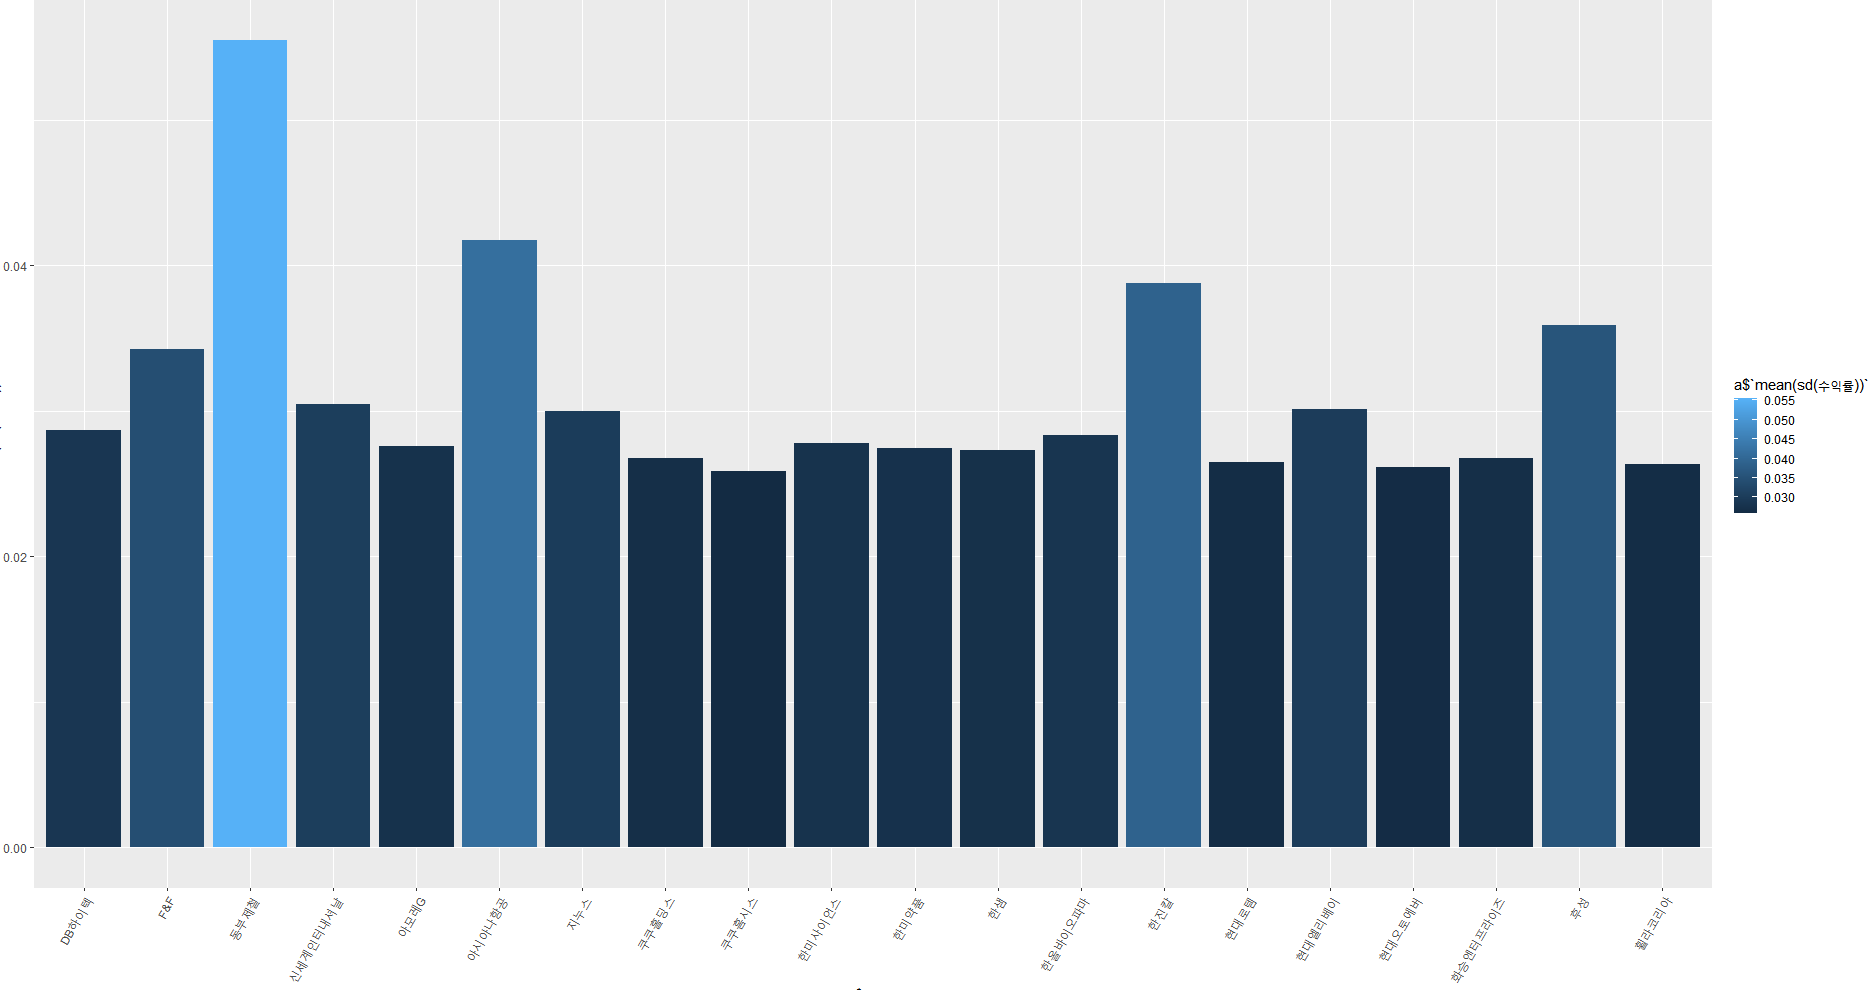 0.04
0.02
0.00
DB하이텍
F&F
동부제철
신세계인터내셔날
아모레G
아시아나항공
지누스
쿠쿠홀딩스
쿠쿠홈시스
한미사이언스
한미약품
한샘
한올바이오파마
한진칼
현대로템
현대엘리베이
현대오토에버
화승엔터프라이즈
후성
휠라코리아
a$`mean(sd(수익률))`
0.055
0.050
0.045
0.040
0.035
0.030